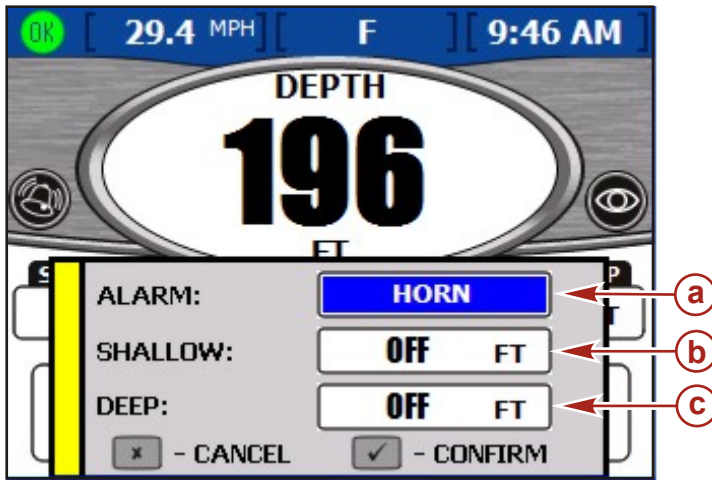 OK [ 29.4 MPH ] [ F ] [ 9:46 AM ]
DEPTH
196
FT
S P
T
ALARM: HORN a
SHALLOW: OFF FT b
DEEP: OFF FT c
x - CANCEL ✓ - CONFIRM